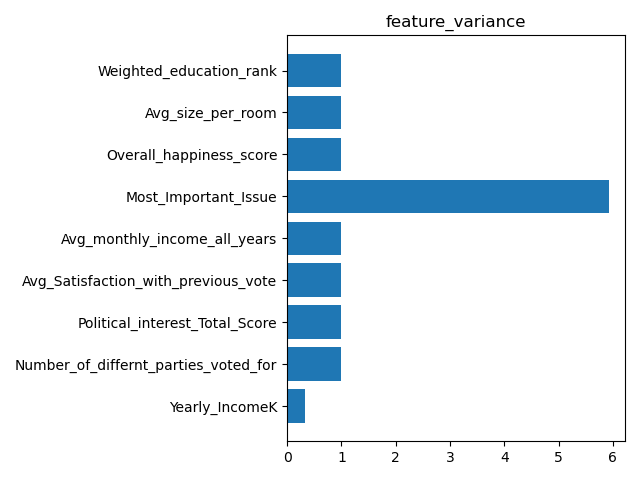 feature_variance
Weighted_education_rank
Avg_size_per_room
Overall_happiness_score
Most_Important_Issue
Avg_monthly_income_all_years
Avg_Satisfaction_with_previous_vote
Political_interest_Total_Score
Number_of_differnt_parties_voted_for
Yearly_IncomeK
0 1 2 3 4 5 6